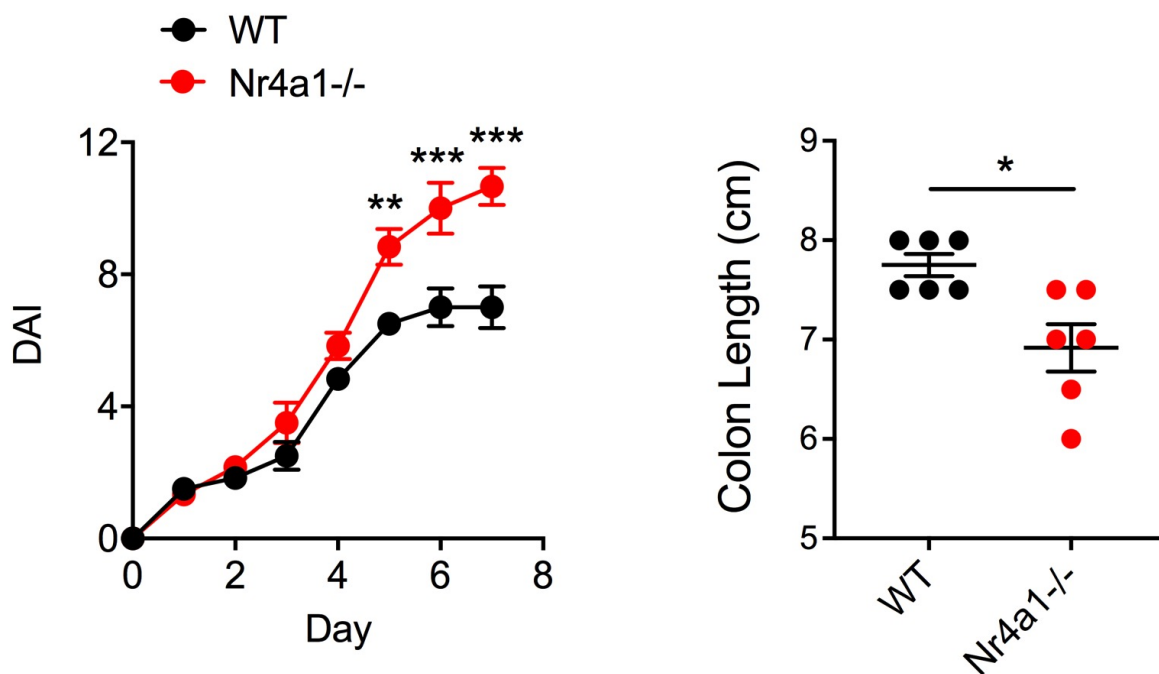 WT
Nr4a1-/-
12
8
4
0
DAI
** *** ***
0 2 4 6 8
Day
9
8
7
6
5
Colon Length (cm)
*
WT
Nr4a1-/-